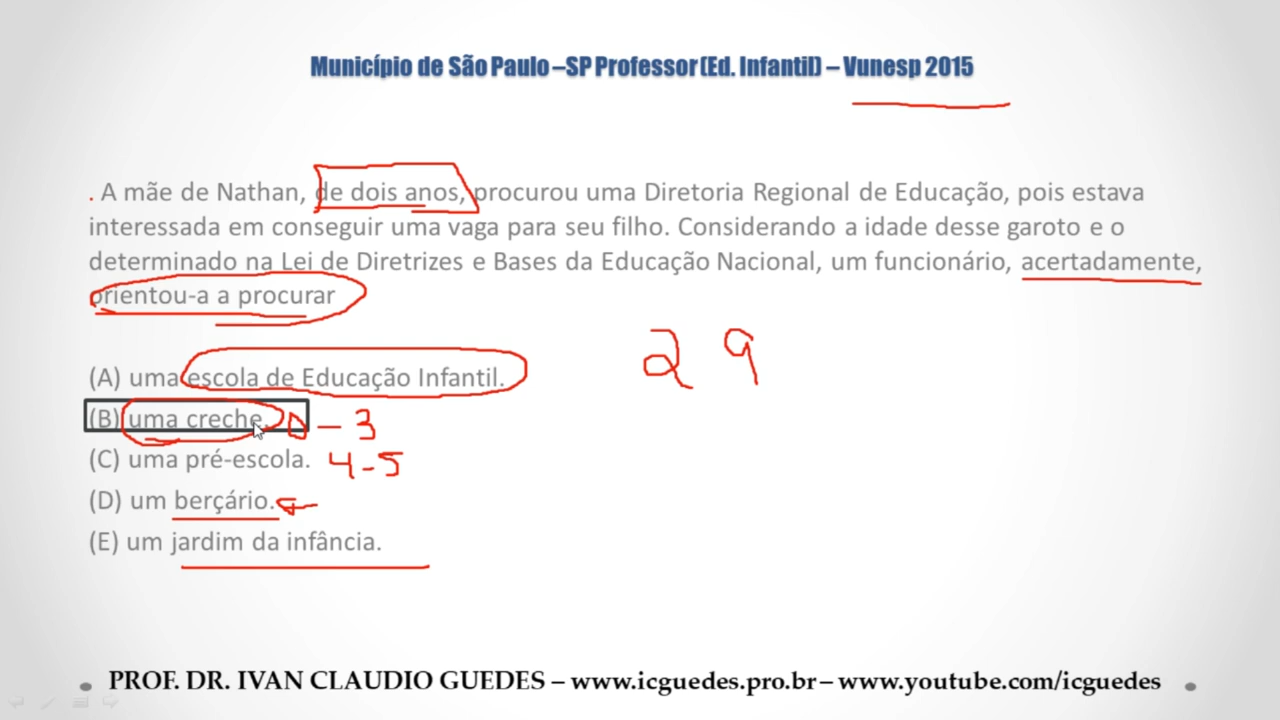 Município de São Paulo –SP Professor (Ed. Infantil) – Vunesp 2015
. A mãe de Nathan, de dois anos, procurou uma Diretoria Regional de Educação, pois estava
interessada em conseguir uma vaga para seu filho. Considerando a idade desse garoto e o
determinado na Lei de Diretrizes e Bases da Educação Nacional, um funcionário, acertadamente,
orientou-a a procurar
2 9
(A) uma escola de Educação Infantil.
(B) uma creche. 0 – 3
(C) uma pré-escola. 4 - 5
(D) um berçário.
(E) um jardim da infância.
PROF. DR. IVAN CLAUDIO GUEDES – www.icguedes.pro.br – www.youtube.com/icguedes